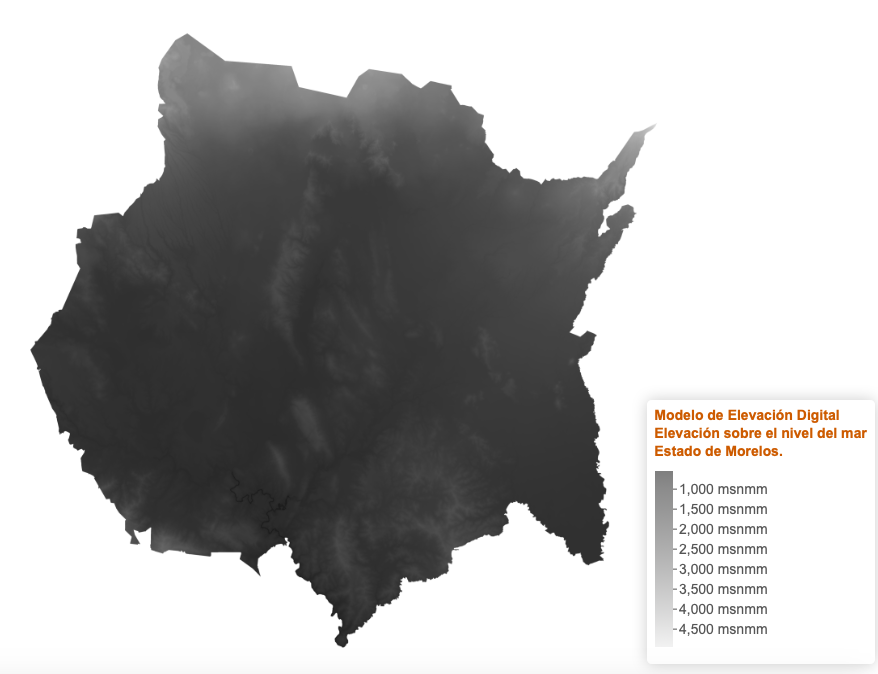 Modelo de Elevación Digital
Elevación sobre el nivel del mar
Estado de Morelos.
1,000 msnmm
1,500 msnmm
2,000 msnmm
2,500 msnmm
3,000 msnmm
3,500 msnmm
4,000 msnmm
4,500 msnmm